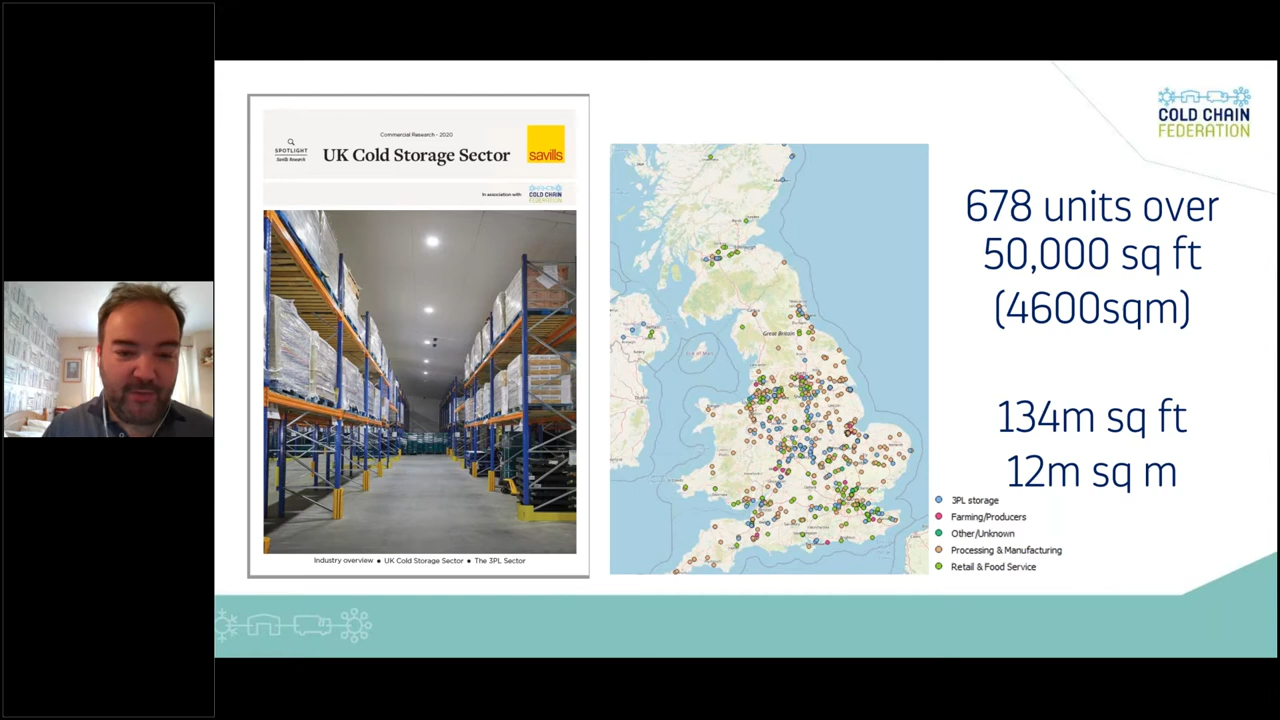 Commercial Research - 2020
SPOTLIGHT
Savills Research
UK Cold Storage Sector
savills
In association with
COLD CHAIN
FEDERATION
Industry overview ● UK Cold Storage Sector ● The 3PL Sector
Great Britain
Isle of Man
COLD CHAIN
FEDERATION
678 units over
50,000 sq ft
(4600sqm)
134m sq ft
12m sq m
3PL storage
Farming/Producers
Other/Unknown
Processing & Manufacturing
Retail & Food Service